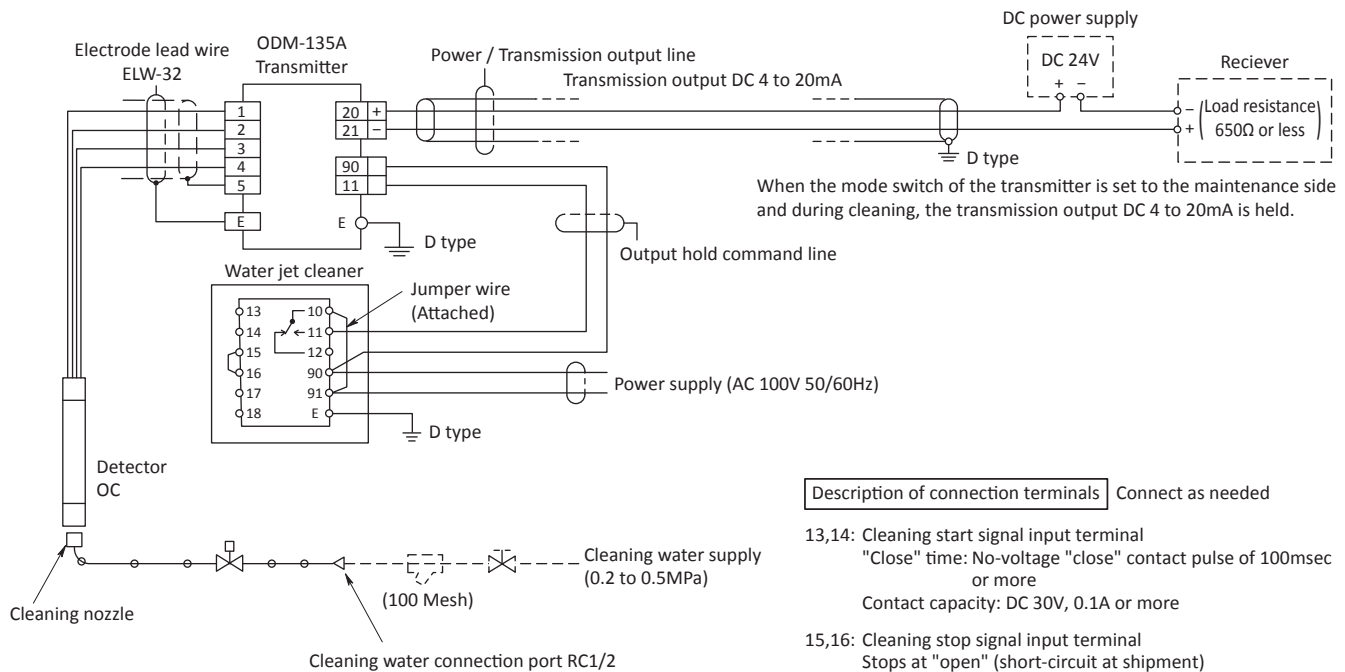 DC power supply
DC 24V
+ −
Reciever
− (Load resistance
+ 650Ω or less)
Electrode lead wire
ELW-32
ODM-135A
Transmitter
Power / Transmission output line
Transmission output DC 4 to 20mA
1
2
3
4
5
E
20 +
21 −
90
11
E
D type
D type
When the mode switch of the transmitter is set to the maintenance side
and during cleaning, the transmission output DC 4 to 20mA is held.
Output hold command line
Water jet cleaner
Jumper wire
(Attached)
13 10
14 11
15 12
16 90
17 91
18 E
Power supply (AC 100V 50/60Hz)
D type
Detector
OC
Cleaning nozzle
(100 Mesh)
Cleaning water supply
(0.2 to 0.5MPa)
Cleaning water connection port RC1/2
Description of connection terminals Connect as needed
13,14: Cleaning start signal input terminal
"Close" time: No-voltage "close" contact pulse of 100msec
or more
Contact capacity: DC 30V, 0.1A or more
15,16: Cleaning stop signal input terminal
Stops at "open" (short-circuit at shipment)